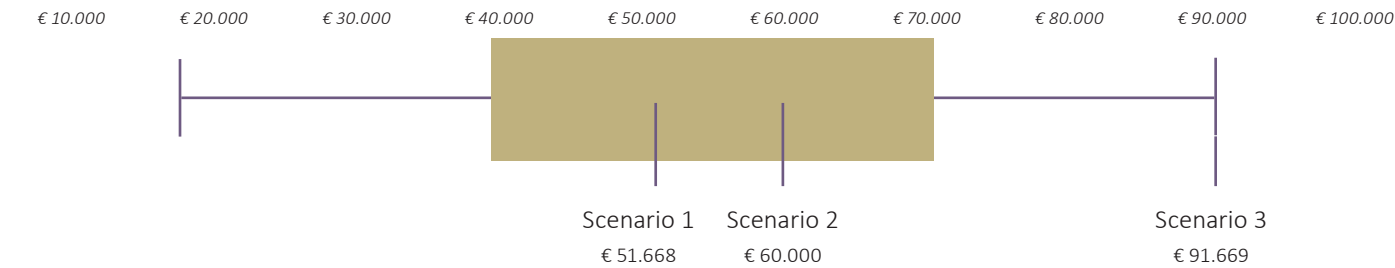 € 10.000 € 20.000 € 30.000 € 40.000 € 50.000 € 60.000 € 70.000 € 80.000 € 90.000 € 100.000
Scenario 1 Scenario 2 Scenario 3
€ 51.668 € 60.000 € 91.669